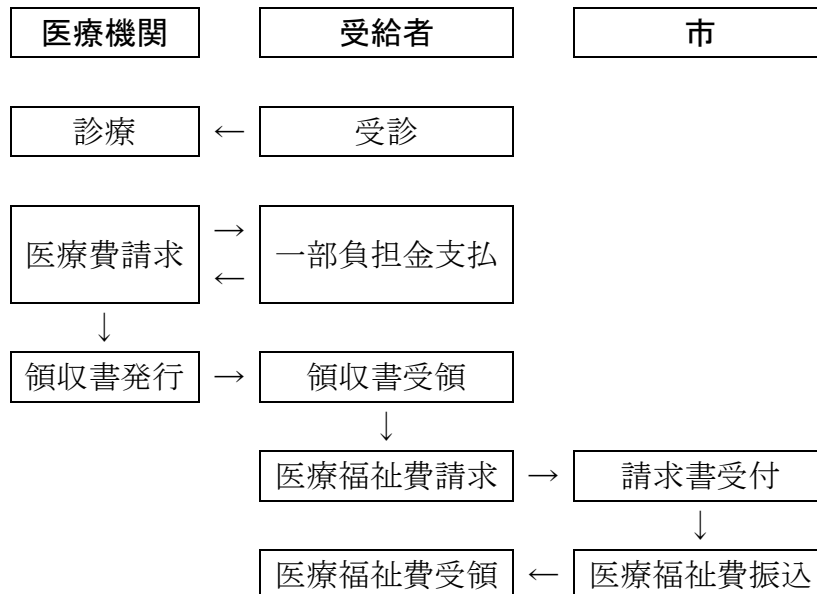 医療機関 受給者 市
診療 ← 受診
医療費請求 → ← 一部負担金支払
↓
領収書発行 → 領収書受領
↓
医療福祉費請求 → 請求書受付
↓
医療福祉費受領 ← 医療福祉費振込